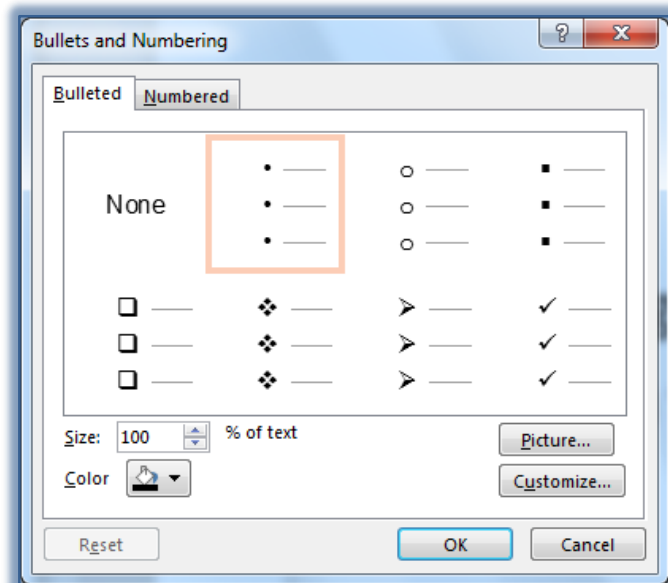 Bullets and Numbering
Bulleted Numbered
None
Size: 100 % of text
Picture...
Color
Customize...
Reset OK Cancel